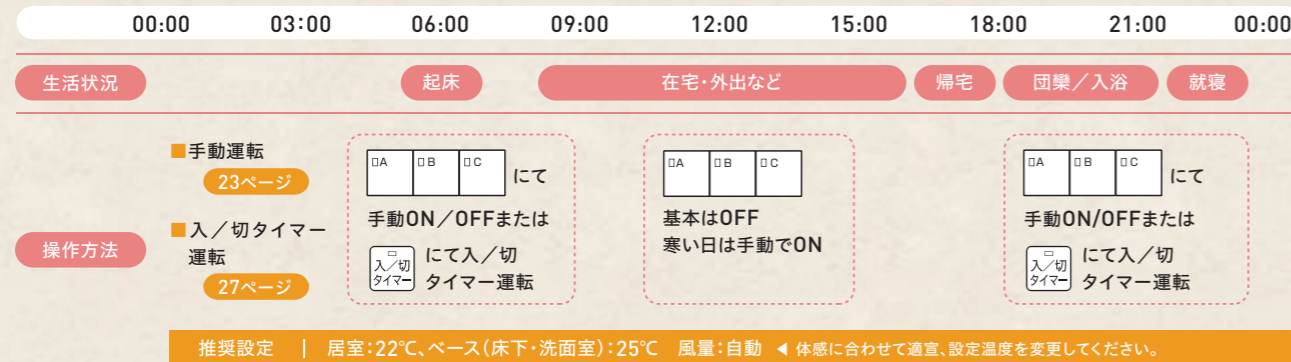 00:00 03:00 06:00 09:00 12:00 15:00 18:00 21:00 00:00
生活状況 起床 在宅・外出など 帰宅 団欒／入浴 就寝
操作方法
■手動運転
23ページ
■入／切タイマー
運転
27ページ
A B C にて
手動ON／OFFまたは
入／切
タイマー
にて入／切
タイマー運転
A B C
基本はOFF
寒い日は手動でON
A B C にて
手動ON/OFFまたは
入／切
タイマー
にて入／切
タイマー運転
推奨設定 | 居室:22℃、ベース(床下・洗面室):25℃ 風量:自動 ◀ 体感に合わせて適宣、設定温度を変更してください。